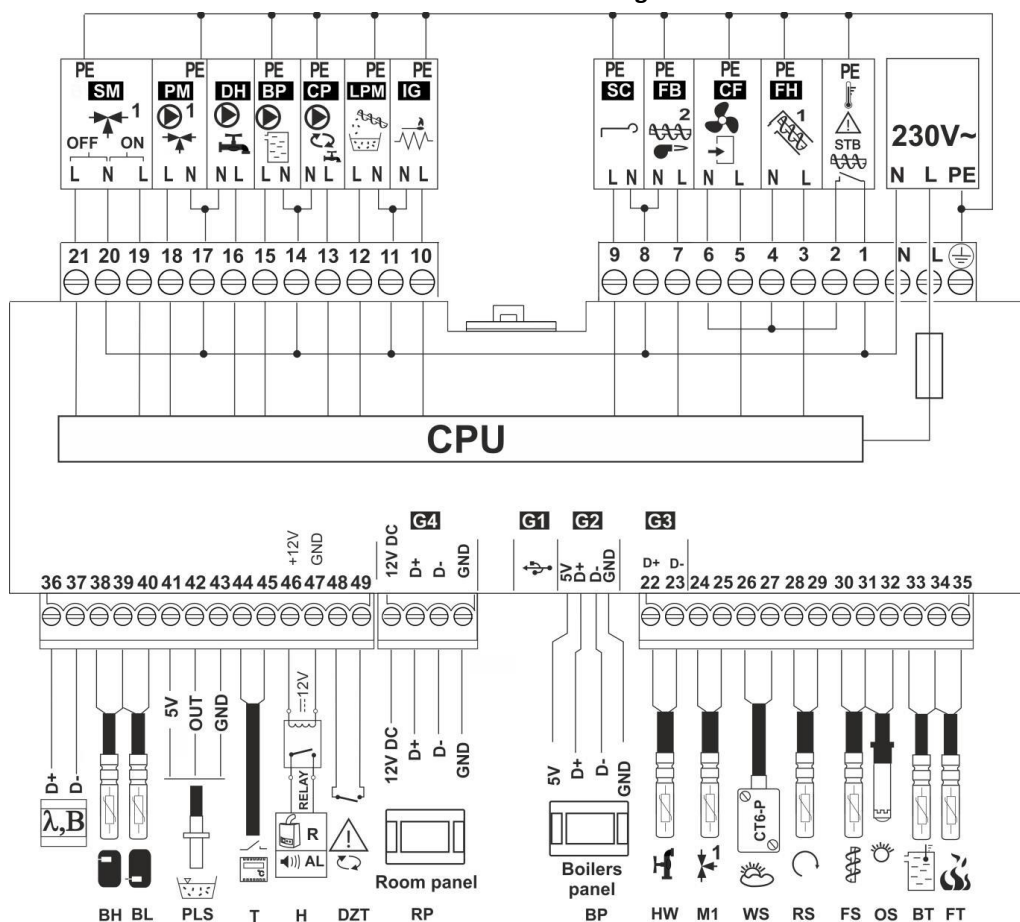 PE PE PE PE PE PE PE PE PE PE PE
SM PM DH BP CP LPM IG SC FB CF FH
1 1 2 1
OFF ON STB 230V~
L N L L N N L L N N L L N N L L N N L N L N L N L PE
21 20 19 18 17 16 15 14 13 12 11 10 9 8 7 6 5 4 3 2 1 N L
CPU
G4 G1 G2 G3
+12V GND 12V DC D+ D- GND 5V D+ D- GND D+ D-
36 37 38 39 40 41 42 43 44 45 46 47 48 49 22 23 24 25 26 27 28 29 30 31 32 33 34 35
5V OUT GND 12V
D+ D- RELAY 12V DC D+ D- GND 5V D+ D- GND
λ,B R CT6-P 1
AL
Room panel Boilers
panel
BH BL PLS T H DZT RP BP HW M1 WS RS FS OS BT FT